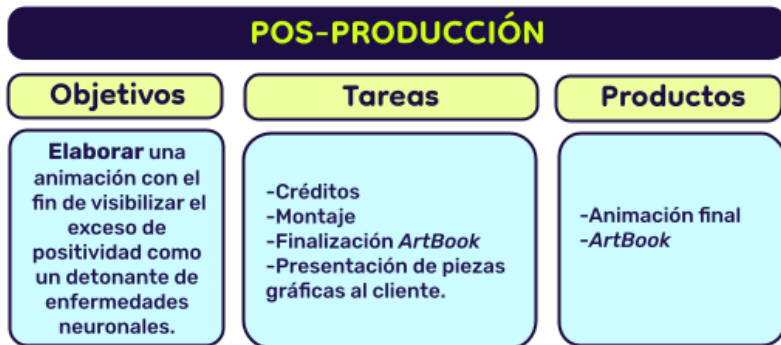 POS-PRODUCCIÓN
Objetivos
Elaborar una
animación con el
fin de visibilizar el
exceso de
positividad como
un detonante de
enfermedades
neuronales.
Tareas
-Créditos
-Montaje
-Finalización ArtBook
-Presentación de piezas
gráficas al cliente.
Productos
-Animación final
-ArtBook